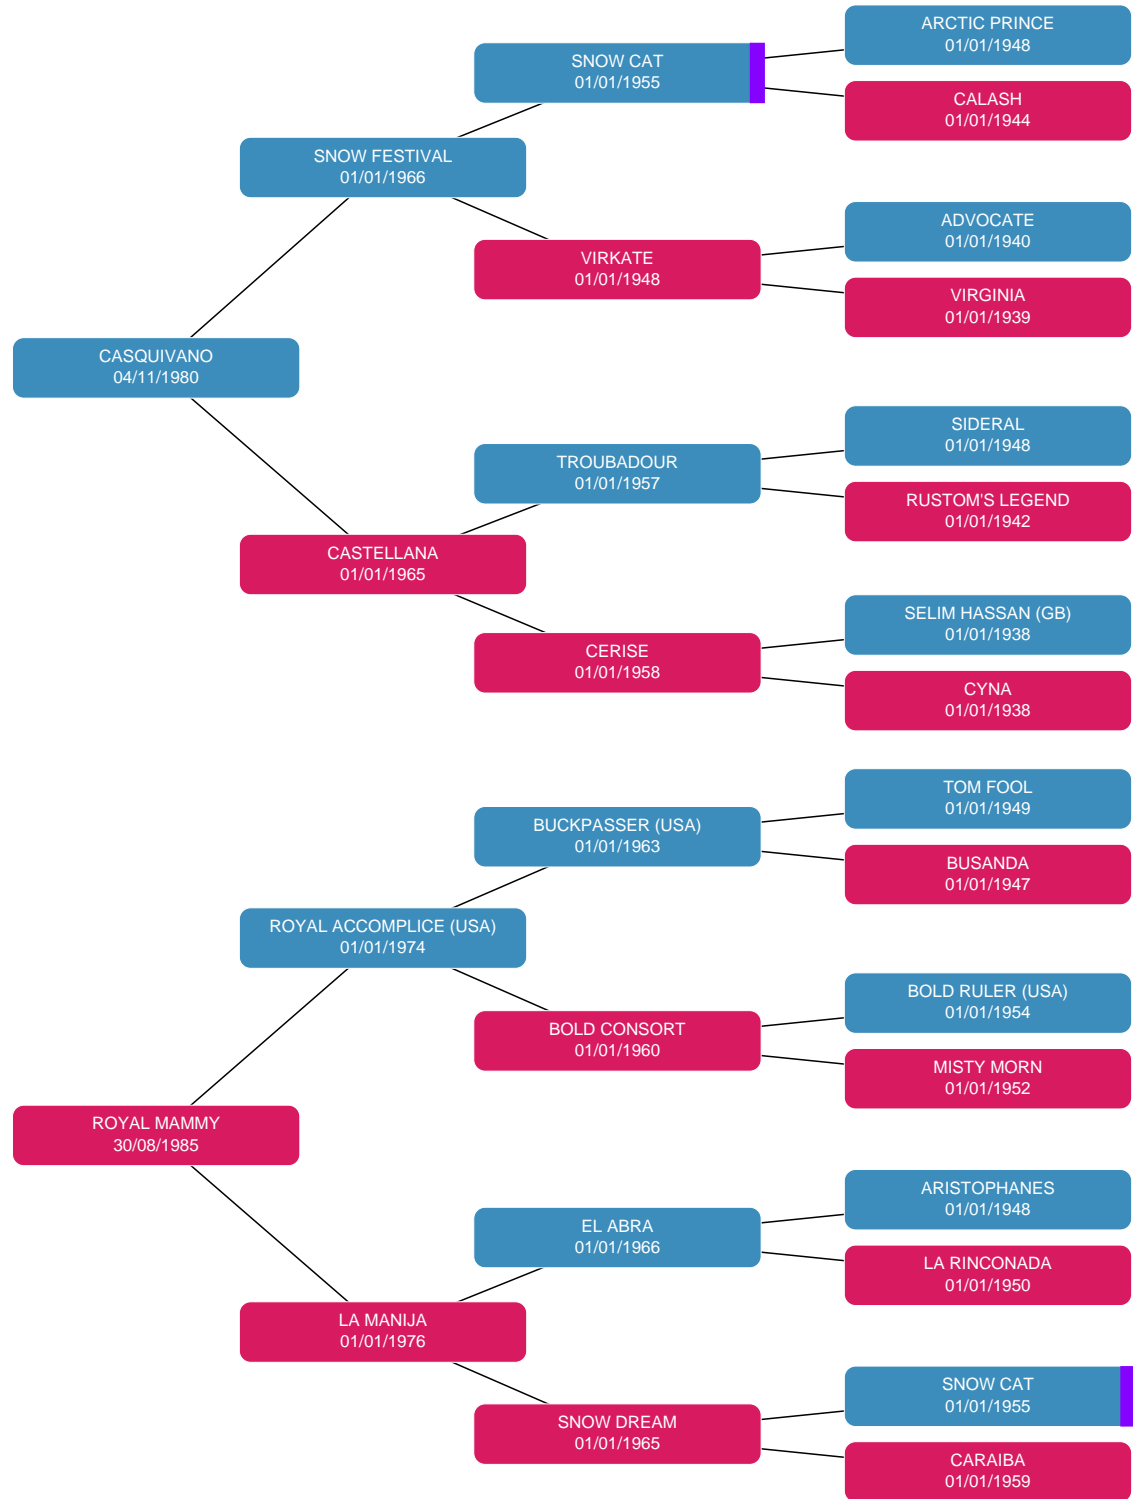 ARCTIC PRINCE
01/01/1948
SNOW CAT
01/01/1955
CALASH
01/01/1944
SNOW FESTIVAL
01/01/1966
ADVOCATE
01/01/1940
VIRKATE
01/01/1948
VIRGINIA
01/01/1939
CASQUIVANO
04/11/1980
SIDERAL
01/01/1948
TROUBADOUR
01/01/1957
RUSTOM'S LEGEND
01/01/1942
CASTELLANA
01/01/1965
SELIM HASSAN (GB)
01/01/1938
CERISE
01/01/1958
CYNA
01/01/1938
TOM FOOL
01/01/1949
BUCKPASSER (USA)
01/01/1963
BUSANDA
01/01/1947
ROYAL ACCOMPLICE (USA)
01/01/1974
BOLD RULER (USA)
01/01/1954
BOLD CONSORT
01/01/1960
MISTY MORN
01/01/1952
ROYAL MAMMY
30/08/1985
ARISTOPHANES
01/01/1948
EL ABRA
01/01/1966
LA RINCONADA
01/01/1950
LA MANIJA
01/01/1976
SNOW CAT
01/01/1955
SNOW DREAM
01/01/1965
CARAIBA
01/01/1959